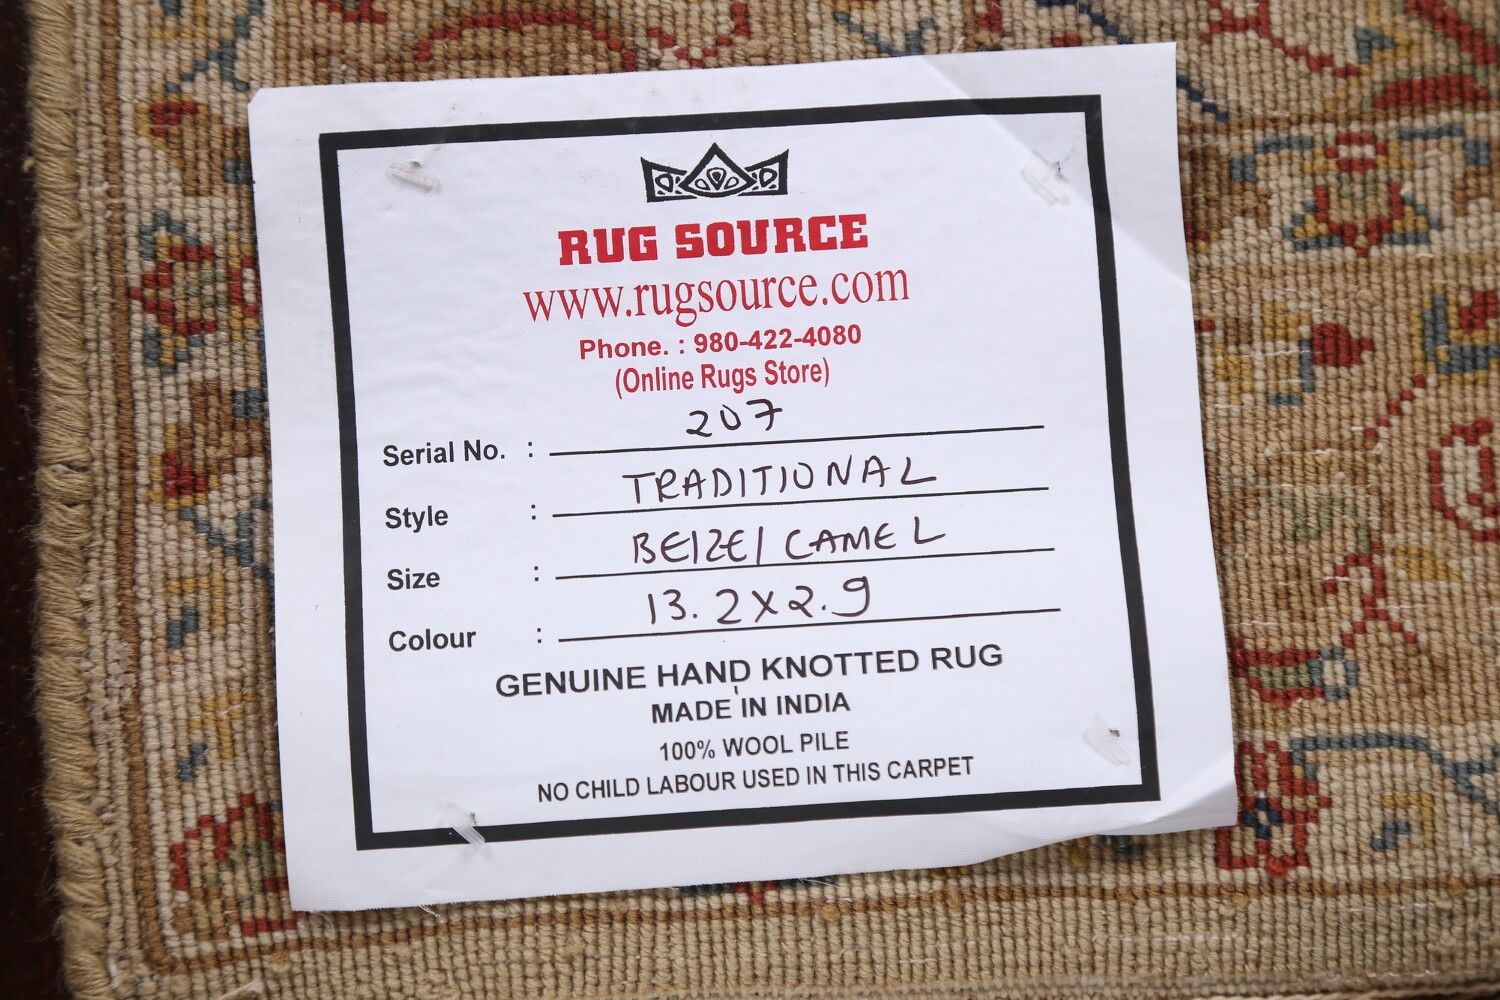 RUG SOURCE
www.rugsource.com
Phone. : 980-422-4080
(Online Rugs Store)
Serial No. : 207
Style : TRADITIONAL
Size : BEIZE/CAMEL
Colour : 13.2X2.9
GENUINE HAND KNOTTED RUG
MADE IN INDIA
100% WOOL PILE
NO CHILD LABOUR USED IN THIS CARPET